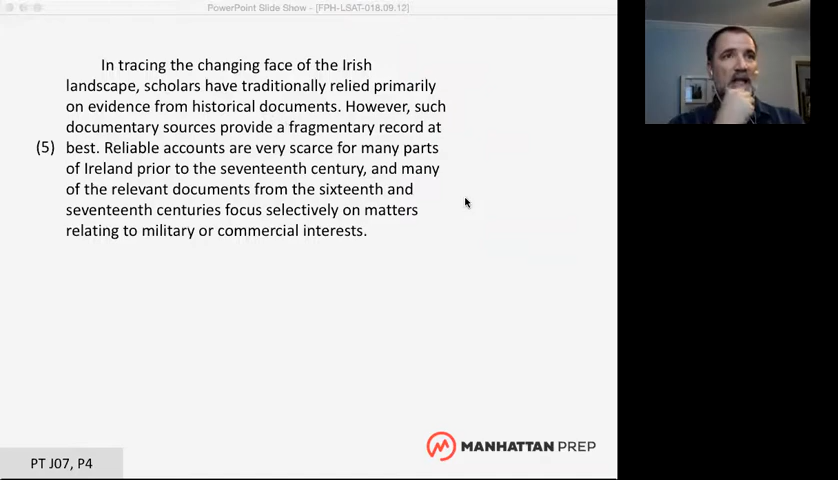 PowerPoint Slide Show - [FPH-LSAT-018.09.12]
In tracing the changing face of the Irish
landscape, scholars have traditionally relied primarily
on evidence from historical documents. However, such
documentary sources provide a fragmentary record at
(5) best. Reliable accounts are very scarce for many parts
of Ireland prior to the seventeenth century, and many
of the relevant documents from the sixteenth and
seventeenth centuries focus selectively on matters
relating to military or commercial interests.
MANHATTAN PREP
PT J07, P4